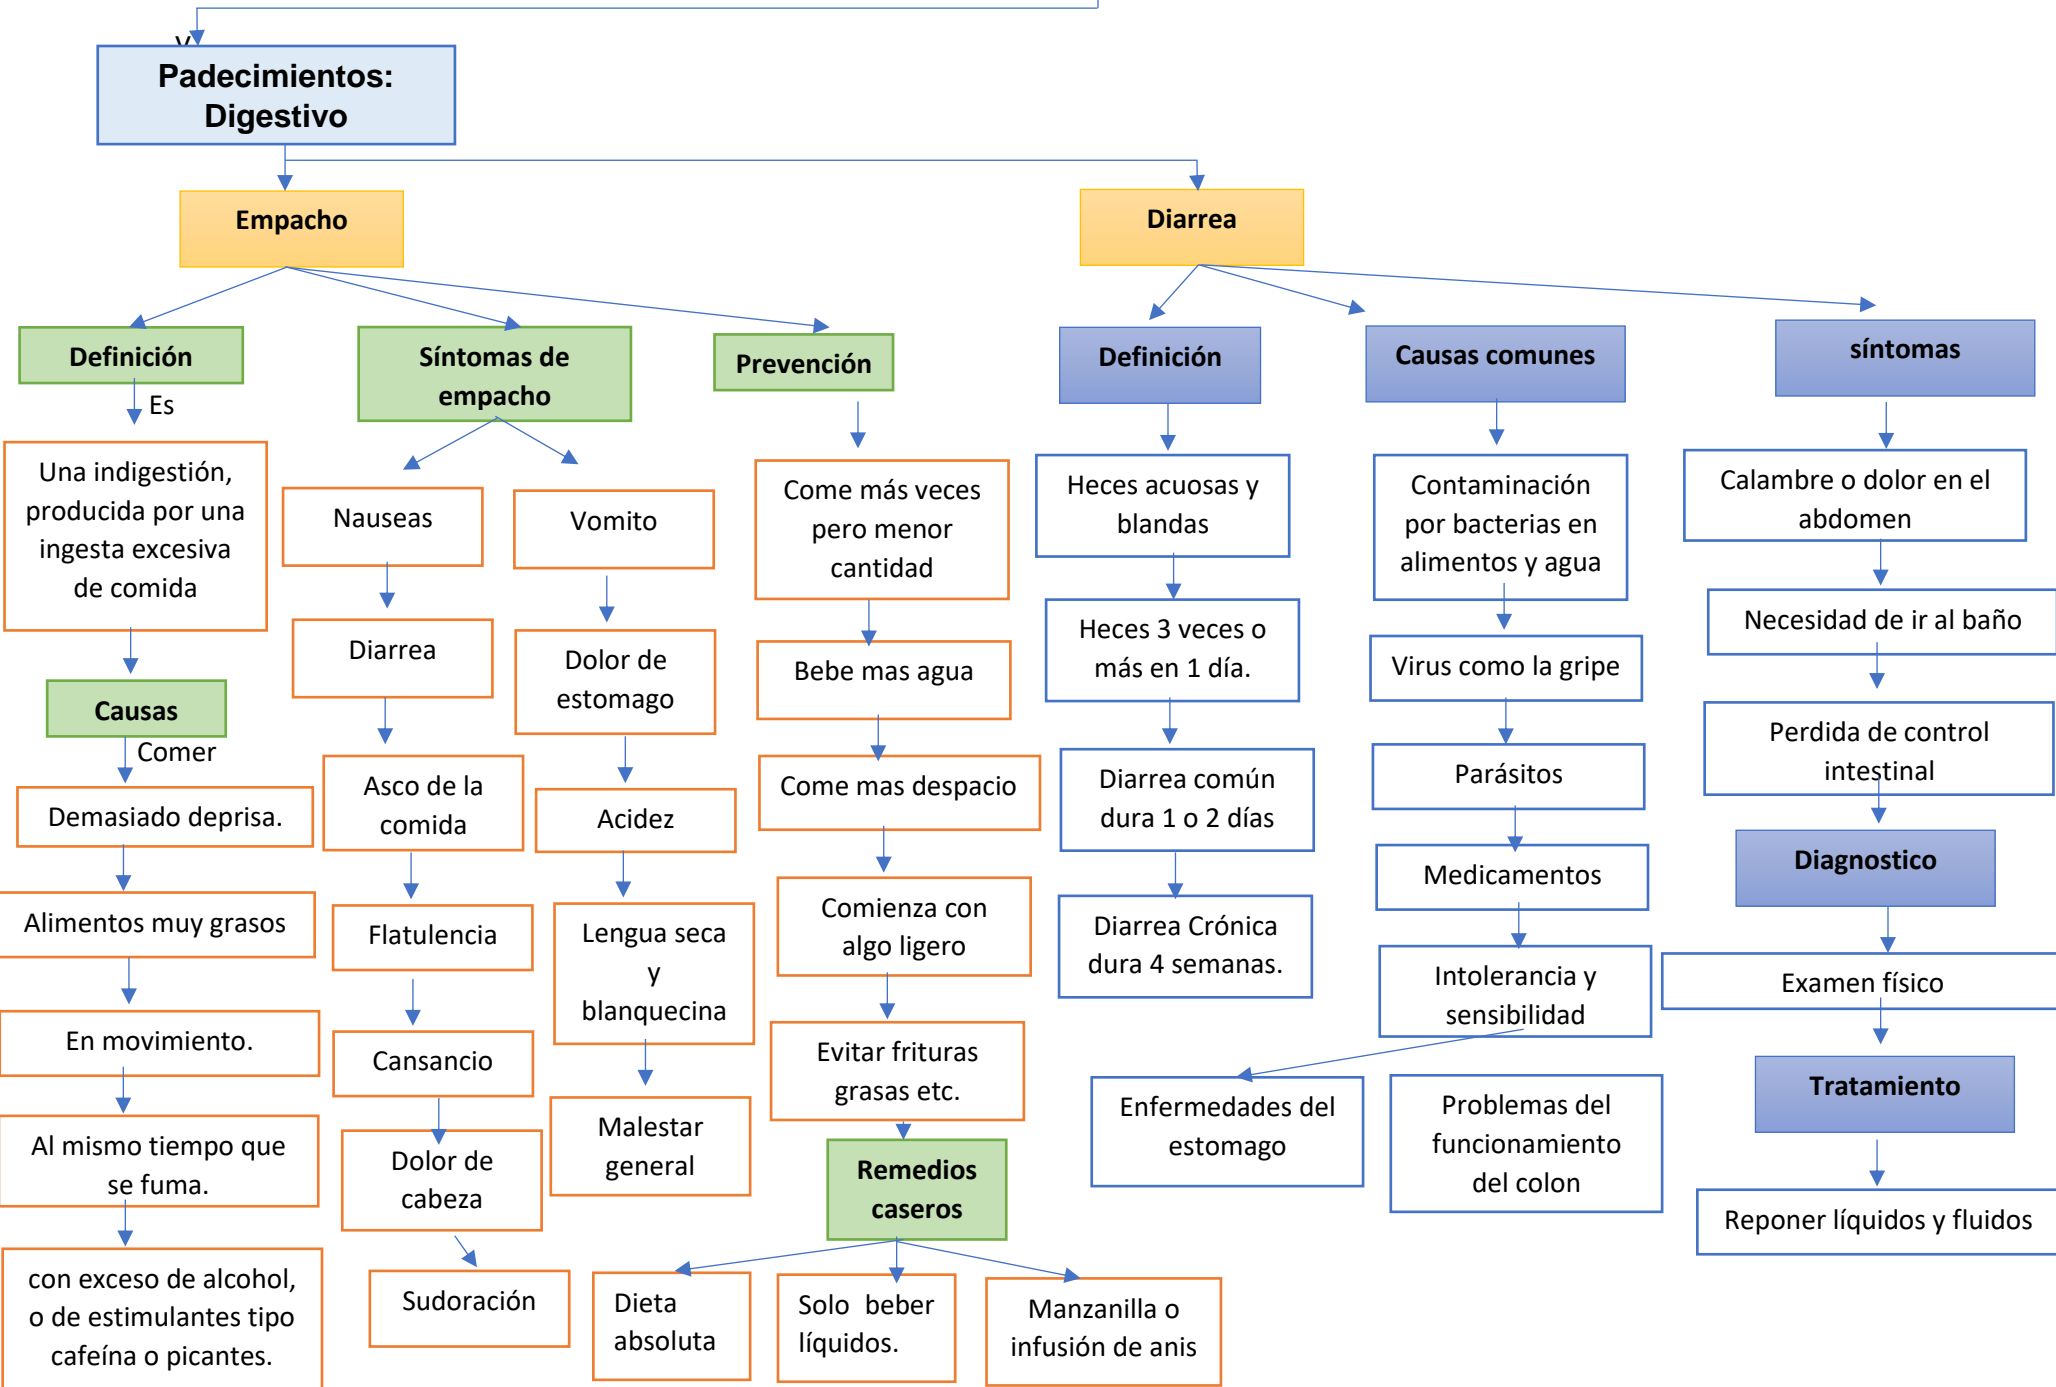 y
Padecimientos:
Digestivo
Empacho
Diarrea
Definición
Es
Una indigestión,
producida por una
ingesta excesiva
de comida
Causas
Comer
Demasiado deprisa.
Alimentos muy grasos
En movimiento.
Al mismo tiempo que
se fuma.
con exceso de alcohol,
o de estimulantes tipo
cafeína o picantes.
Síntomas de
empacho
Nauseas
Diarrea
Asco de la
comida
Flatulencia
Cansancio
Dolor de
cabeza
Sudoración
Vomito
Dolor de
estomago
Acidez
Lengua seca
y
blanquecina
Malestar
general
Prevención
Come más veces
pero menor
cantidad
Bebe mas agua
Come mas despacio
Comienza con
algo ligero
Evitar frituras
grasas etc.
Remedios
caseros
Dieta
absoluta
Solo beber
líquidos.
Manzanilla o
infusión de anis
Definición
Heces acuosas y
blandas
Heces 3 veces o
más en 1 día.
Diarrea común
dura 1 o 2 días
Diarrea Crónica
dura 4 semanas.
Causas comunes
Contaminación
por bacterias en
alimentos y agua
Virus como la gripe
Parásitos
Medicamentos
Intolerancia y
sensibilidad
Enfermedades del
estomago
Problemas del
funcionamiento
del colon
síntomas
Calambre o dolor en el
abdomen
Necesidad de ir al baño
Perdida de control
intestinal
Diagnostico
Examen físico
Tratamiento
Reponer líquidos y fluidos